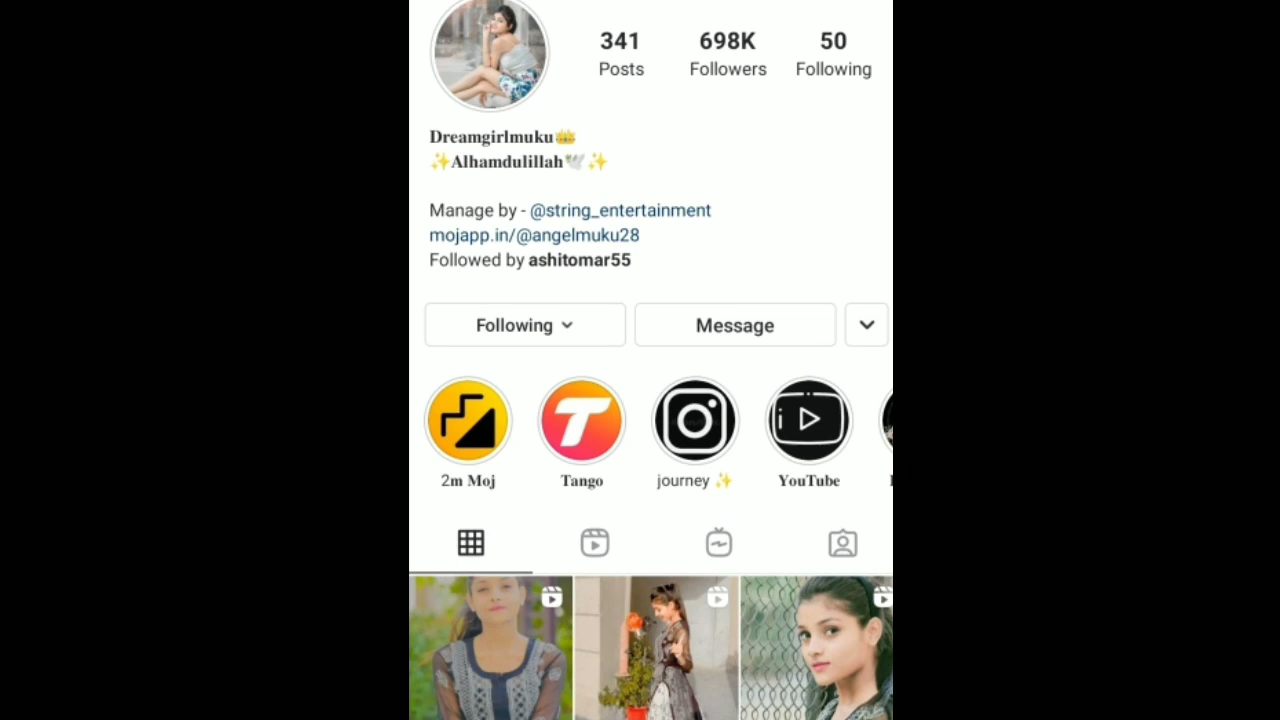 341 698K 50
Posts Followers Following
Dreamgirlmuku👑
✨Alhamdulillah🕊️✨
Manage by - @string_entertainment
mojapp.in/@angelmuku28
Followed by ashitomar55
Following Message
2m Moj Tango journey ✨ YouTube